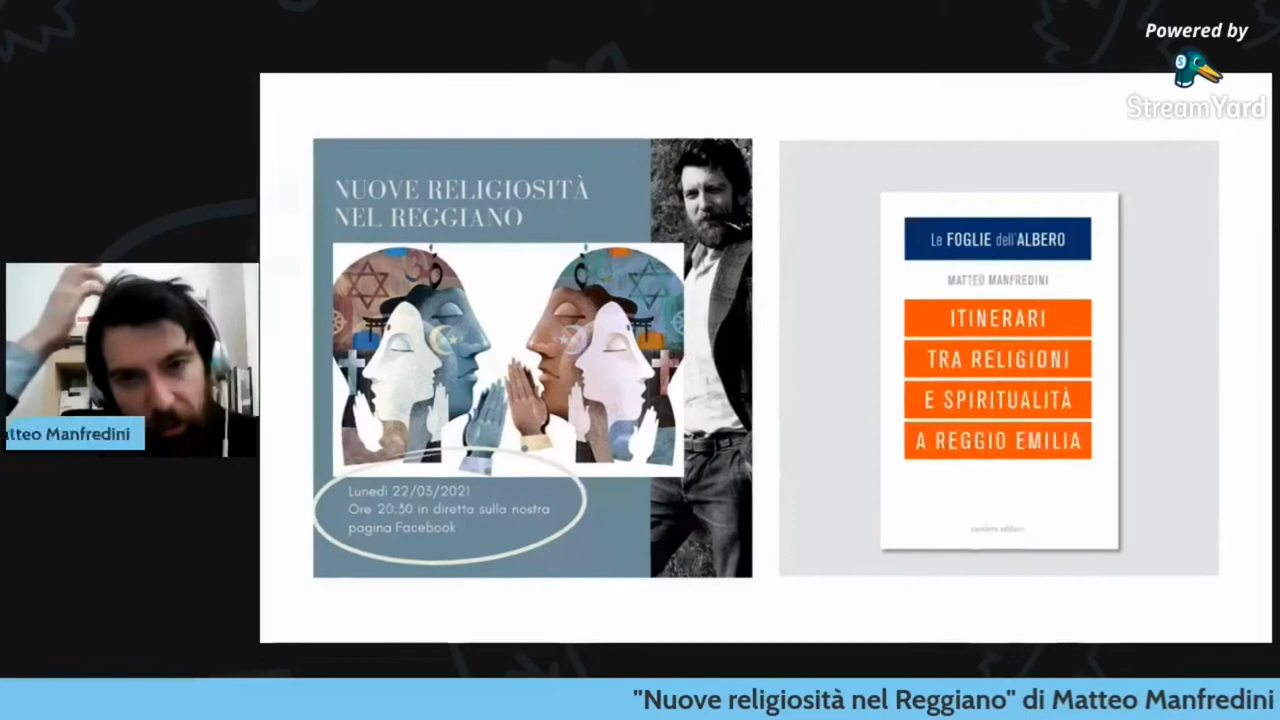 Powered by
StreamYard
NUOVE RELIGIOSITÀ
NEL REGGIANO
Lunedì 22/03/2021
Ore 20:30 in diretta sulla nostra
pagina Facebook
Le FOGLIE dell'ALBERO
MATTEO MANFREDINI
ITINERARI
TRA RELIGIONI
E SPIRITUALITÀ
A REGGIO EMILIA
atteo Manfredini
"Nuove religiosità nel Reggiano" di Matteo Manfredini